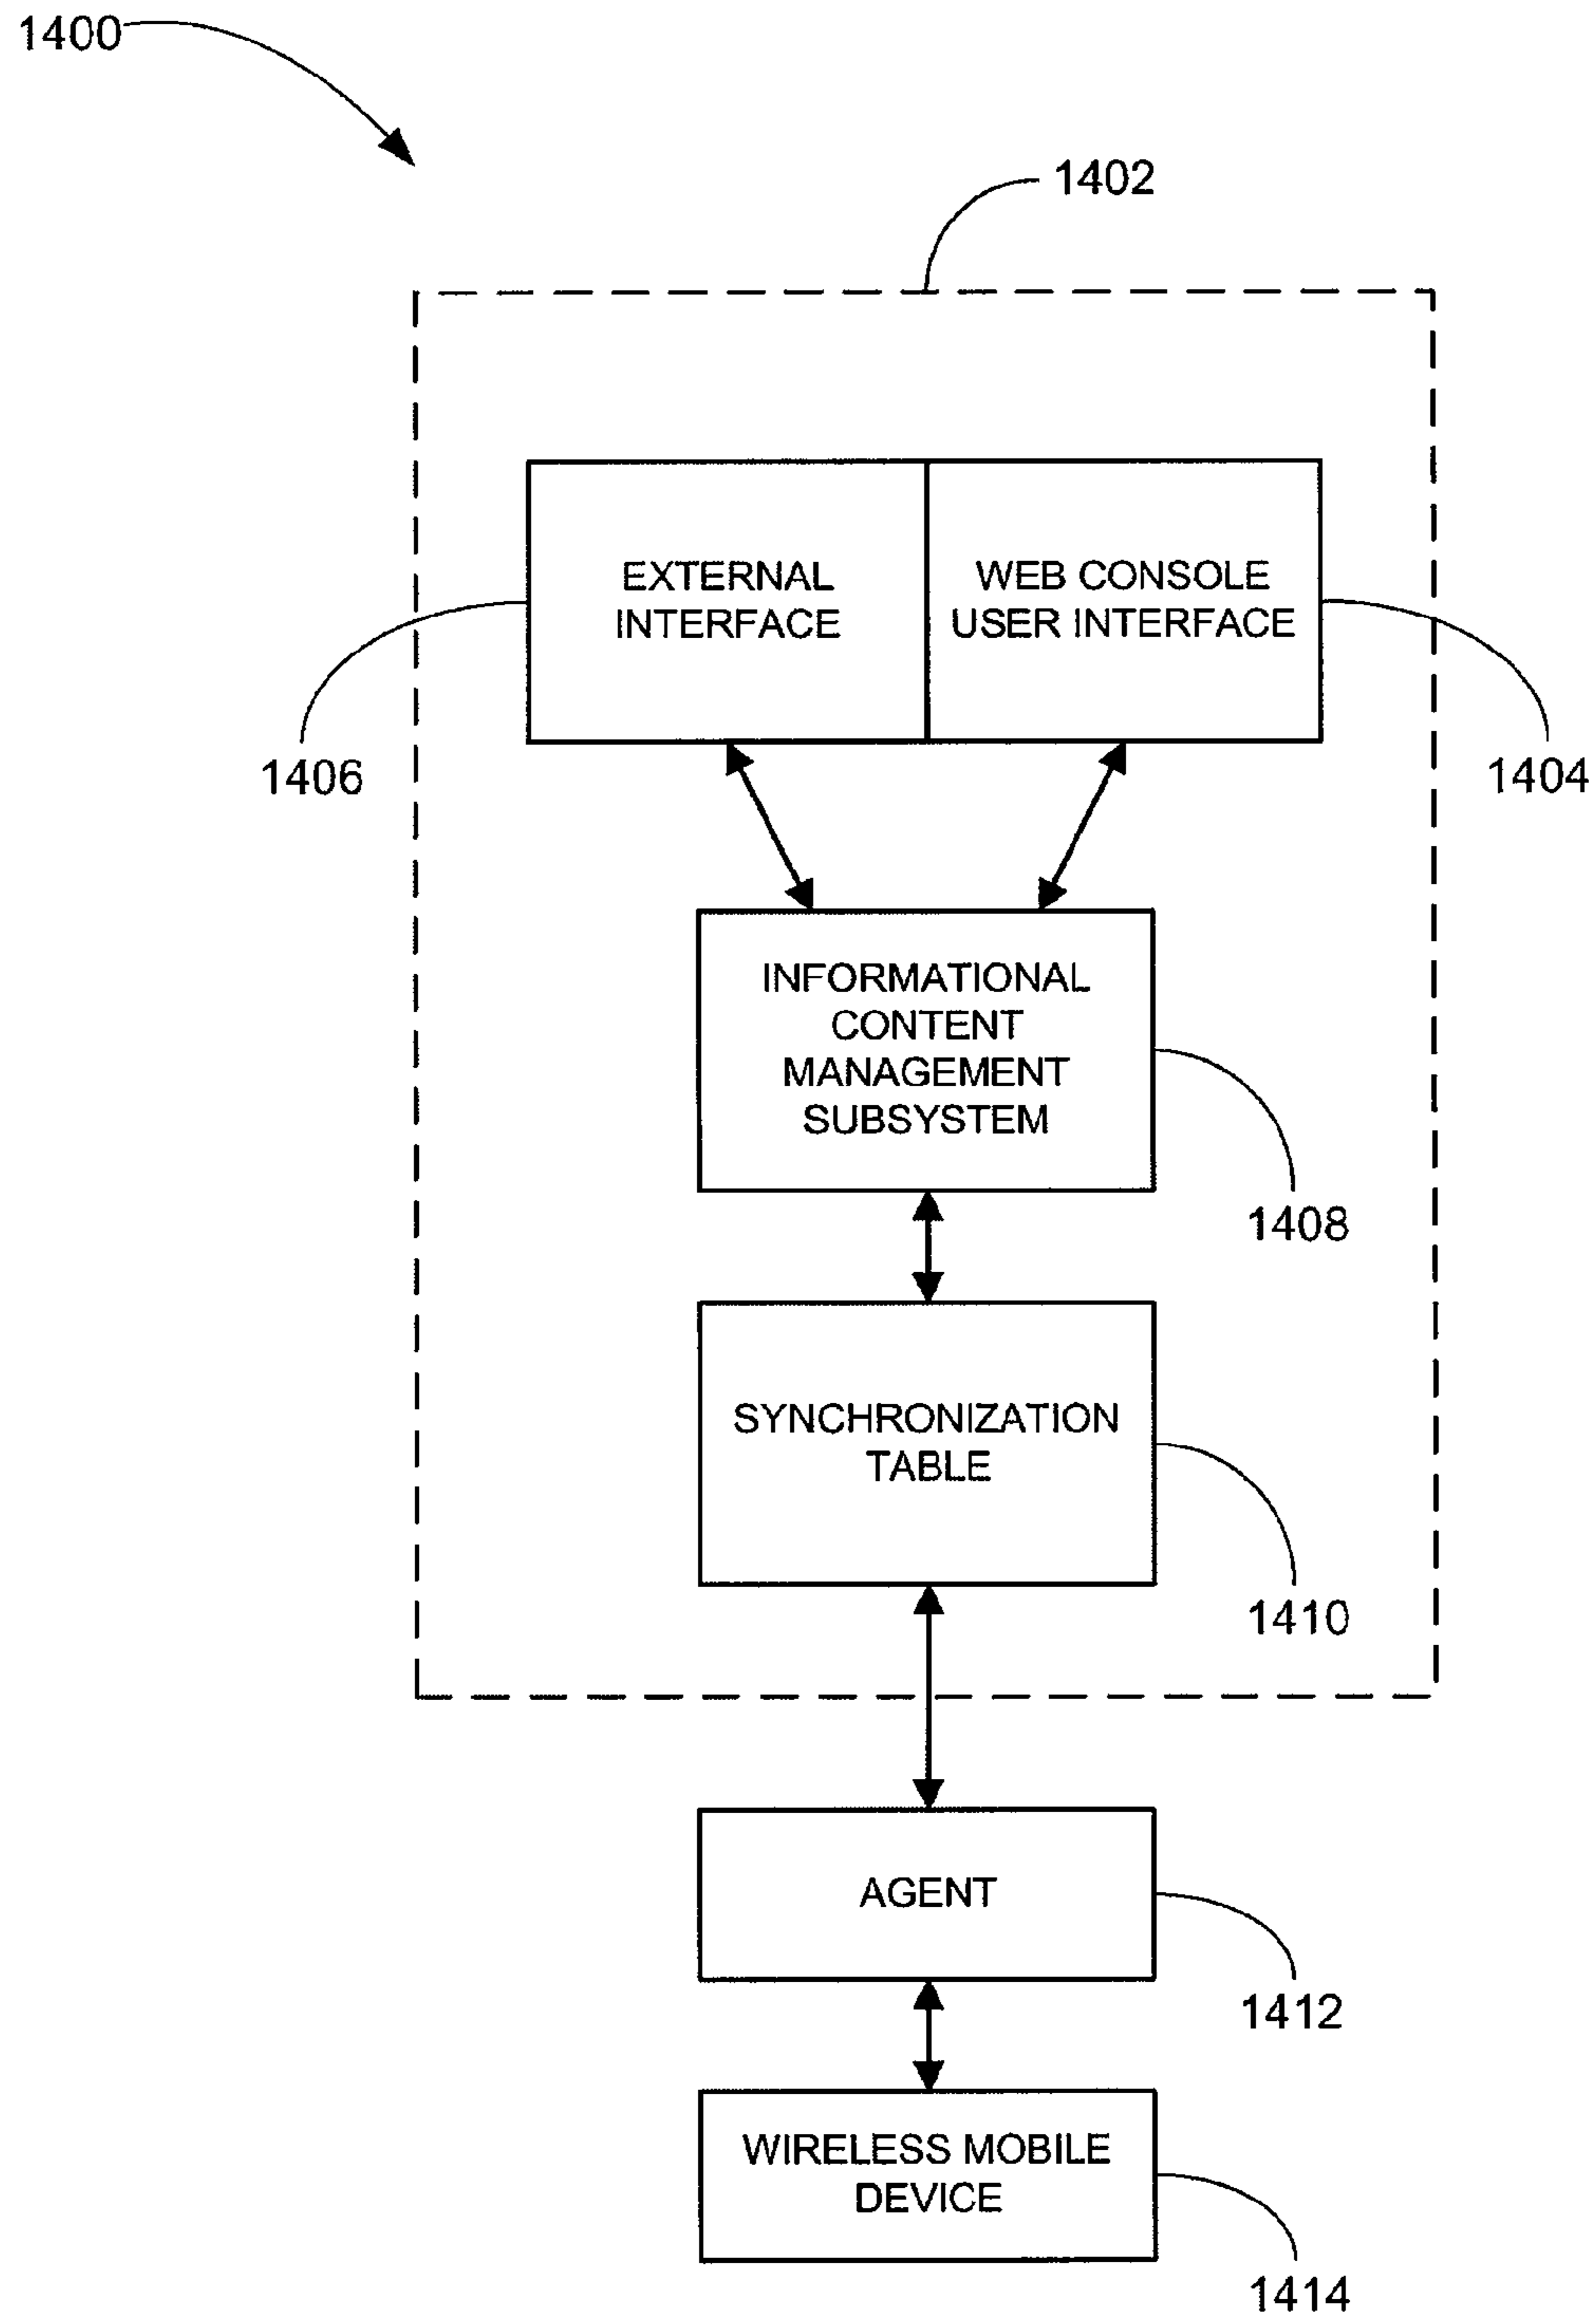 1400
1402
EXTERNAL
INTERFACE
WEB CONSOLE
USER INTERFACE
1406
1404
INFORMATIONAL
CONTENT
MANAGEMENT
SUBSYSTEM
1408
SYNCHRONIZATION
TABLE
1410
AGENT
1412
WIRELESS MOBILE
DEVICE
1414